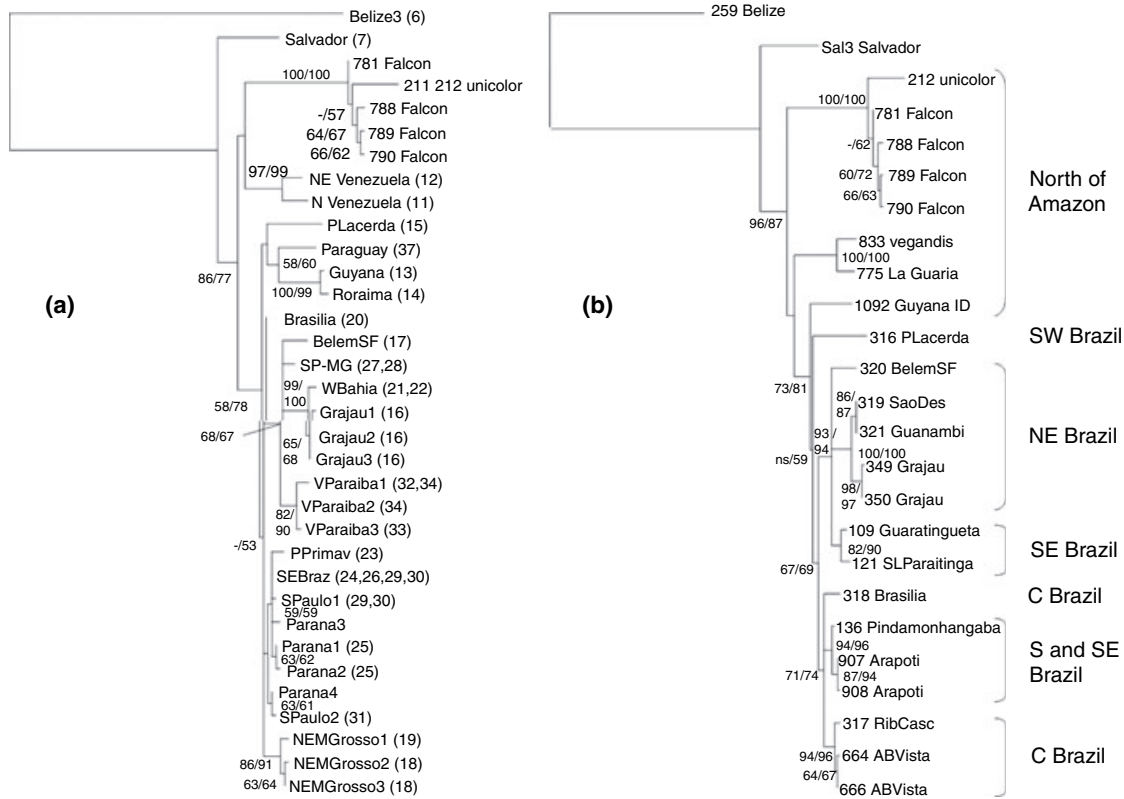 (a)
Belize3 (6)
Salvador (7)
100/100
781 Falcon
211 212 unicolor
-/57
788 Falcon
64/67
789 Falcon
66/62
790 Falcon
97/99
NE Venezuela (12)
N Venezuela (11)
PLacerda (15)
Paraguay (37)
58/60
86/77
Guyana (13)
100/99
Roraima (14)
Brasilia (20)
BelemSF (17)
SP-MG (27,28)
99/
100
WBahia (21,22)
58/78
Grajau1 (16)
68/67
Grajau2 (16)
65/
68
Grajau3 (16)
VParaiba1 (32,34)
VParaiba2 (34)
82/
90
VParaiba3 (33)
-/53
PPrimav (23)
SEBraz (24,26,29,30)
SPaulo1 (29,30)
59/59
Parana3
Parana1 (25)
63/62
Parana2 (25)
Parana4
63/61
SPaulo2 (31)
NEMGrosso1 (19)
86/91
NEMGrosso2 (18)
63/64
NEMGrosso3 (18)
(b)
259 Belize
Sal3 Salvador
212 unicolor
100/100
781 Falcon
-/62
788 Falcon
60/72
789 Falcon
66/63
790 Falcon
North of
Amazon
96/87
833 vegandis
100/100
775 La Guaria
1092 Guyana ID
316 PLacerda
SW Brazil
73/81
320 BelemSF
86/
87
319 SaoDes
93 /
94
321 Guanambi
NE Brazil
100/100
349 Grajau
ns/59
98/
97
350 Grajau
109 Guaratingueta
82/90
SE Brazil
121 SLParaitinga
67/69
318 Brasilia
C Brazil
136 Pindamonhangaba
94/96
907 Arapoti
S and SE
Brazil
71/74
87/94
908 Arapoti
317 RibCasc
94/96
664 ABVista
C Brazil
64/67
666 ABVista